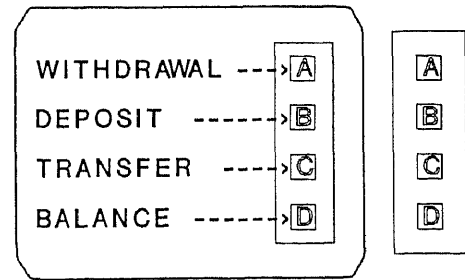 WITHDRAWAL ----> A A
DEPOSIT -----> B B
TRANSFER ----> C C
BALANCE -----> D D